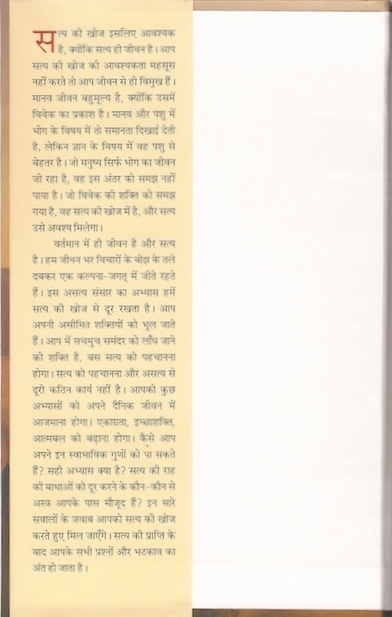 सत्य की खोज इसलिए आवश्यक
है, क्योंकि सत्य ही जीवन है। आप
सत्य की खोज की आवश्यकता महसूस
नहीं करते तो आप जीवन से ही विमुख हैं।
मानव जीवन बहुमूल्य है, क्योंकि उसमें
विवेक का प्रकाश है। मानव और पशु में
भोग के विषय में तो समानता दिखाई देती
है, लेकिन ज्ञान के विषय में वह पशु से
बेहतर है। जो मनुष्य सिर्फ भोग का जीवन
जी रहा है, वह इस अंतर को समझ नहीं
पाया है। जो विवेक की शक्ति को समझ
गया है, वह सत्य की खोज में है, और सत्य
उसे अवश्य मिलेगा।
वर्तमान में ही जीवन है और सत्य
है। हम जीवन भर विचारों के बोझ के तले
दबकर एक कल्पना-जगत् में जीते रहते
हैं। इस असत्य संसार का अभ्यास हमें
सत्य की खोज से दूर रखता है। आप
अपनी असीमित शक्तियों को भूल जाते
हैं। आप में सचमुच समंदर को लाँघ जाने
की शक्ति है, बस सत्य को पहचानना
होगा। सत्य को पहचानना और असत्य से
दूरी कठिन कार्य नहीं है। आपको कुछ
अभ्यासों को अपने दैनिक जीवन में
आजमाना होगा। एकाग्रता, इच्छाशक्ति,
आत्मबल को बढ़ाना होगा। कैसे आप
अपने इन स्वाभाविक गुणों को पा सकते
हैं? सही अभ्यास क्या है? सत्य की राह
की बाधाओं को दूर करने के कौन-कौन से
अस्त्र आपके पास मौजूद हैं? इन सारे
सवालों के जवाब आपको सत्य की खोज
करते हुए मिल जाएँगे। सत्य की प्राप्ति के
बाद आपके सभी प्रश्नों और भटकाव का
अंत हो जाता है।